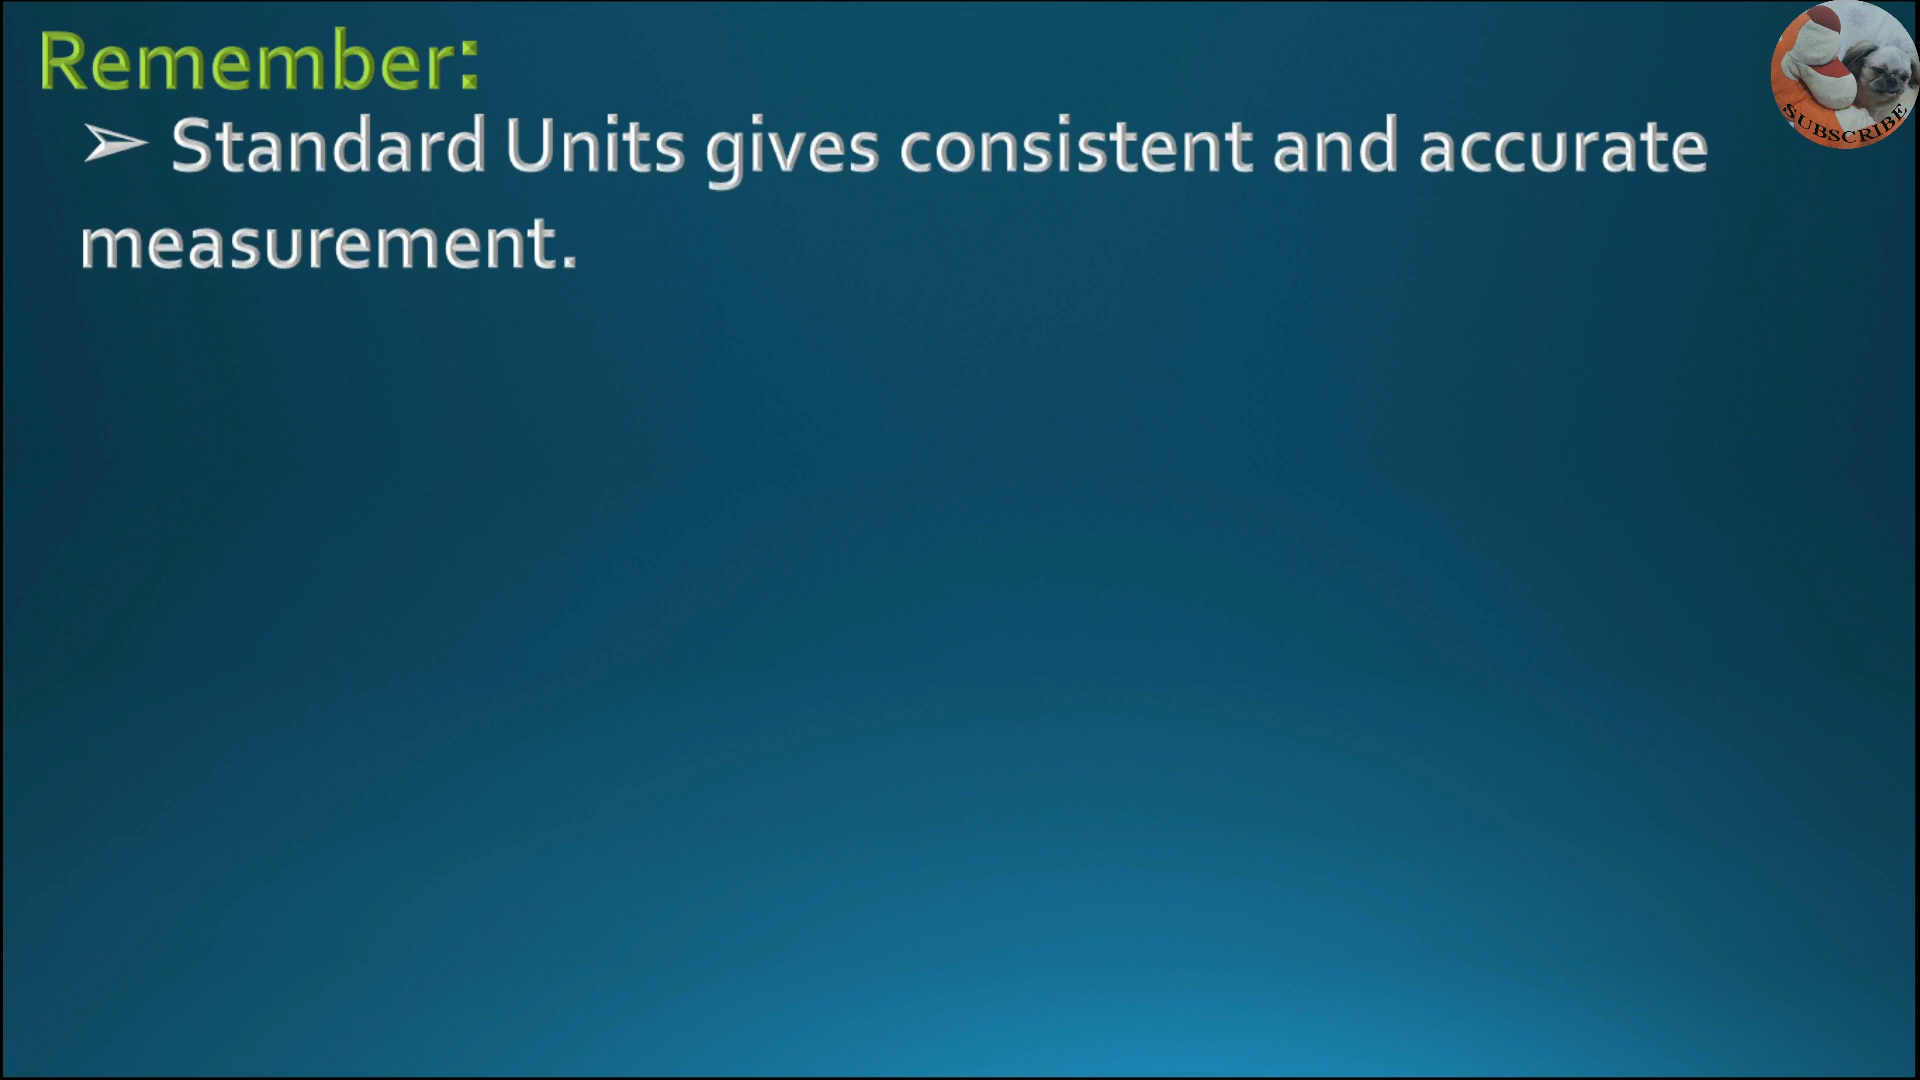 Remember:
➢ Standard Units gives consistent and accurate
measurement.
SUBSCRIBE